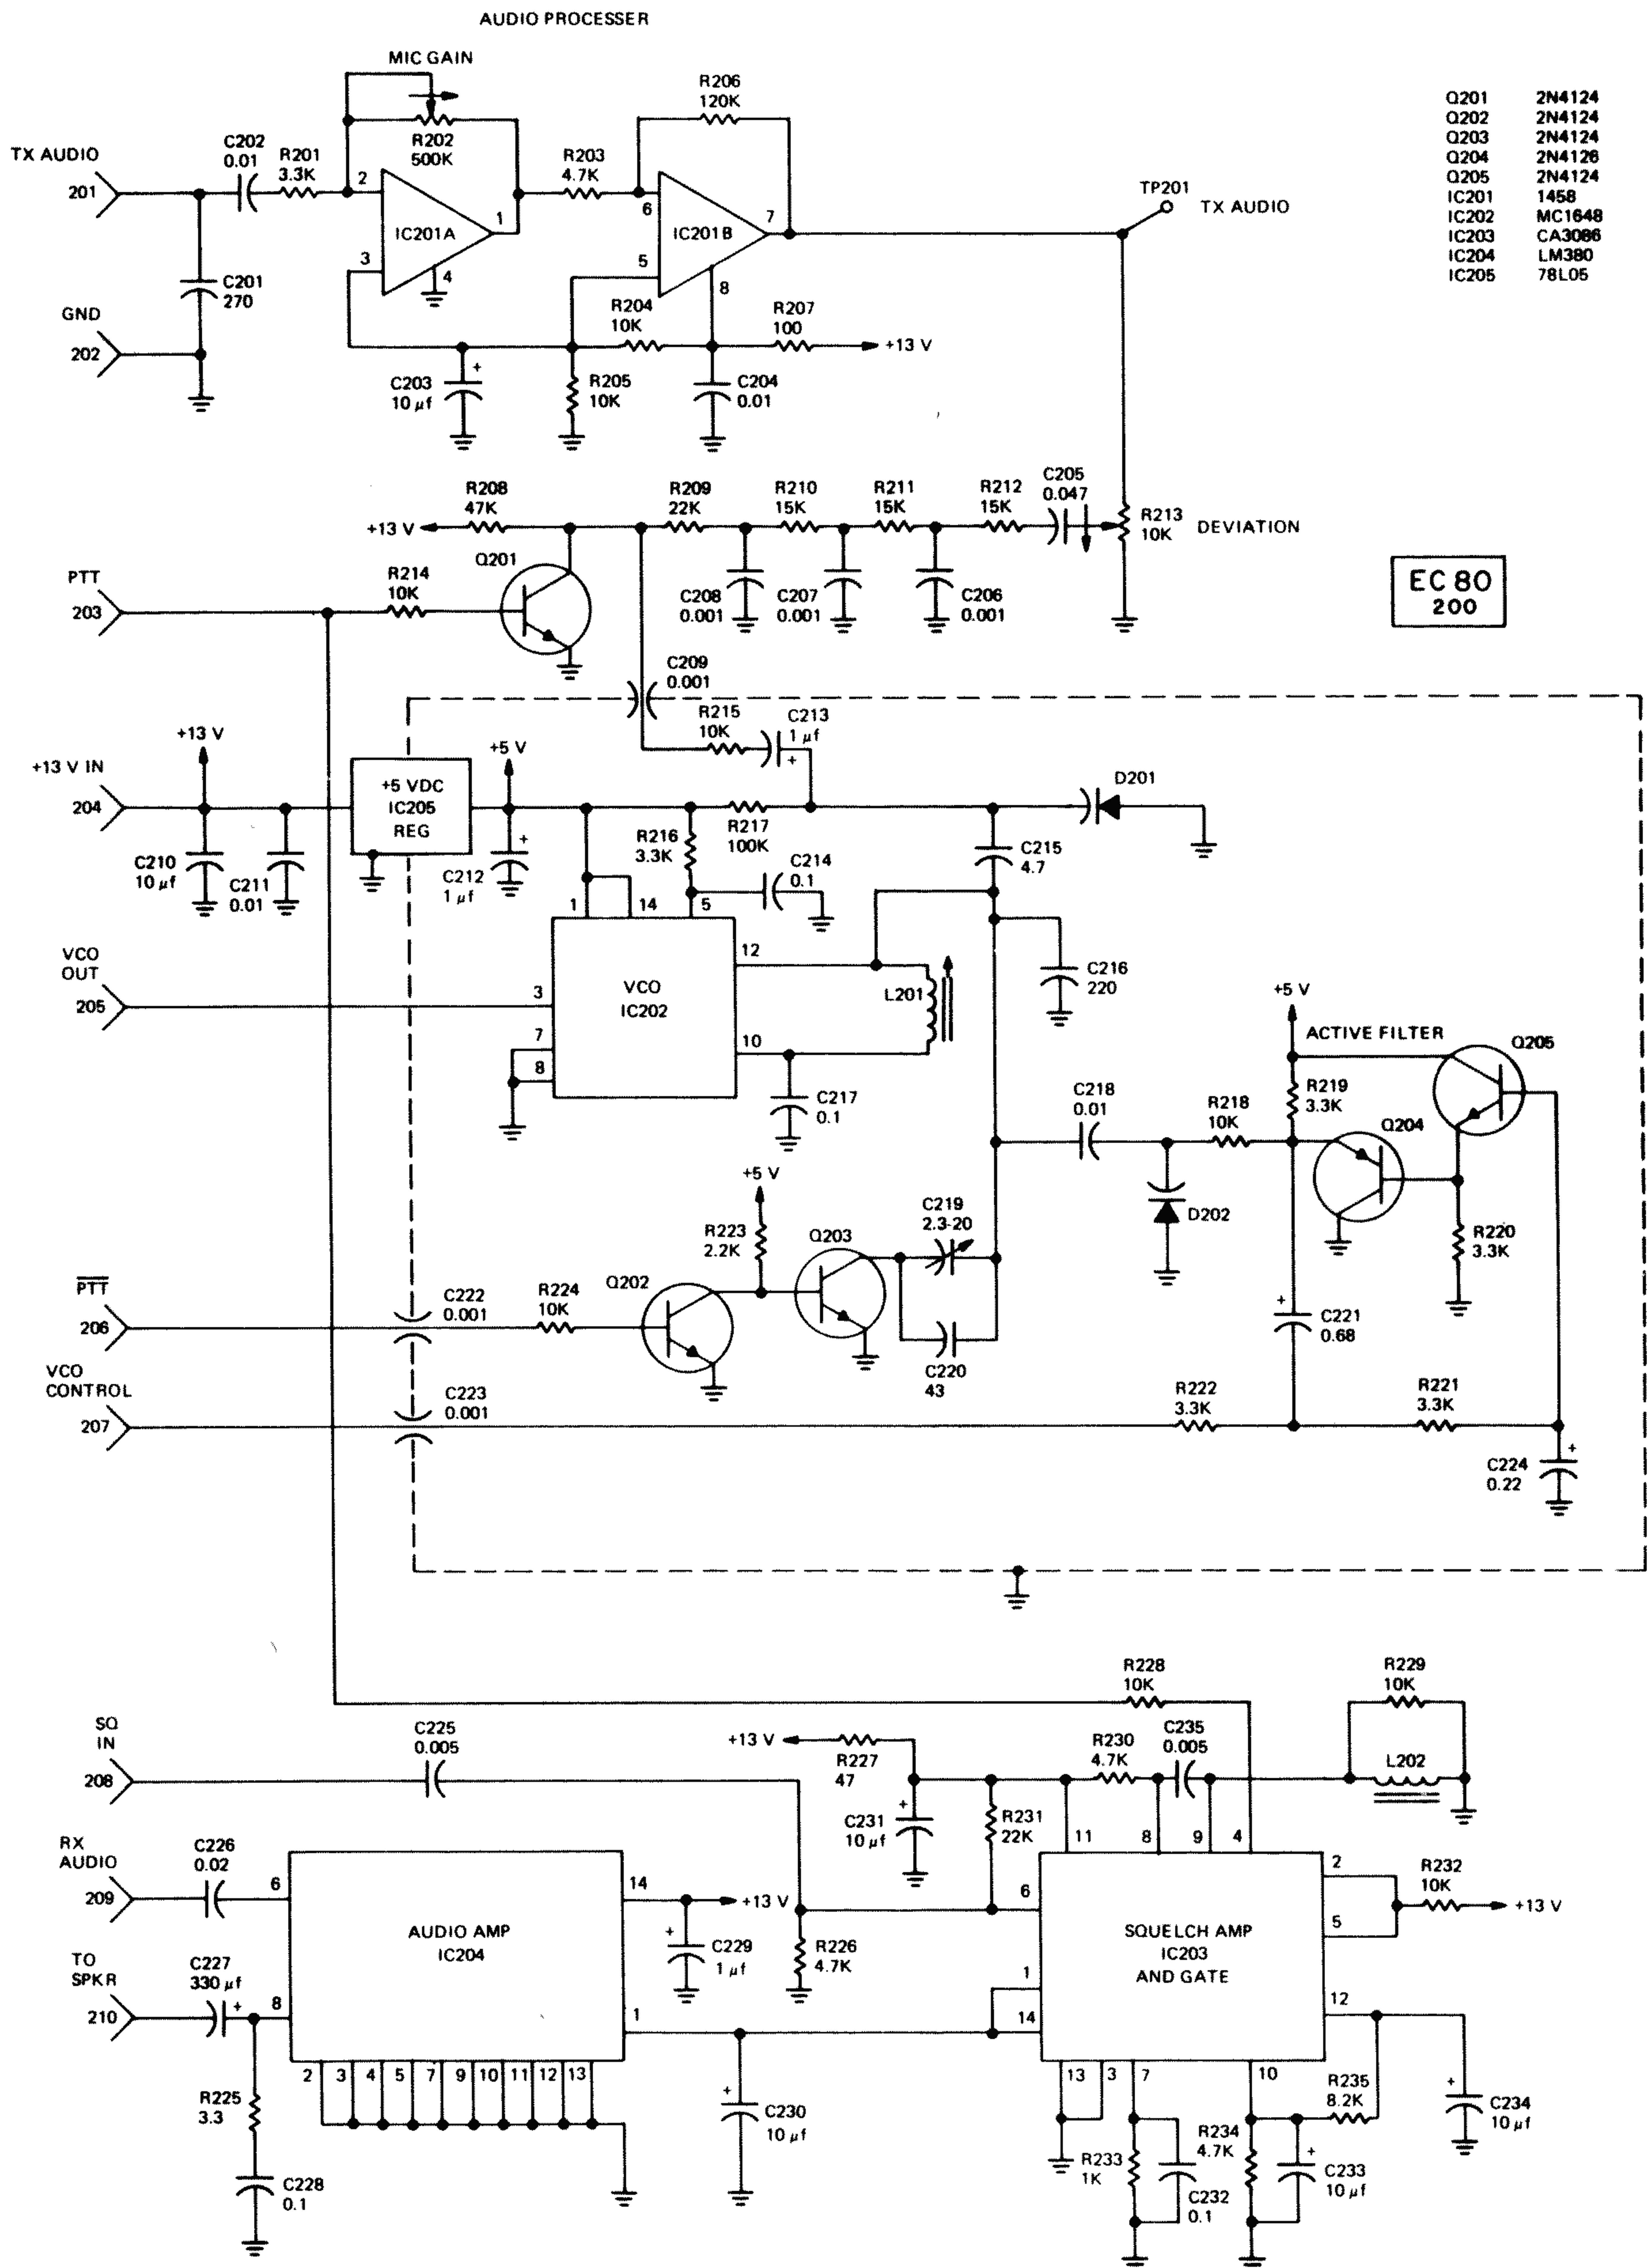 AUDIO PROCESSER
MIC GAIN
R202
500K
R206
120K
TX AUDIO
201
C202
0.01
R201
3.3K
2
IC201A
1
3
4
R203
4.7K
6
IC201B
7
5
8
TP201
TX AUDIO
C201
270
GND
202
R204
10K
R207
100
+13 V
C203
10 µf
+
R205
10K
C204
0.01
Q201 2N4124
Q202 2N4124
Q203 2N4124
Q204 2N4126
Q205 2N4124
IC201 1458
IC202 MC1648
IC203 CA3086
IC204 LM380
IC205 78L05
+13 V
R208
47K
R209
22K
R210
15K
R211
15K
R212
15K
C205
0.047
R213
10K
DEVIATION
PTT
203
R214
10K
Q201
C208
0.001
C207
0.001
C206
0.001
EC 80
200
C209
0.001
R215
10K
C213
1 µf
+
+13 V
+13 V IN
204
C210
10 µf
C211
0.01
+5 VDC
IC205
REG
+5 V
C212
1 µf
+
R216
3.3K
R217
100K
C214
0.1
D201
C215
4.7
1
14
5
VCO
OUT
205
3
VCO
IC202
12
10
7
8
L201
C216
220
C217
0.1
+5 V
ACTIVE FILTER
Q205
R219
3.3K
C218
0.01
R218
10K
Q204
D202
R220
3.3K
+5 V
R223
2.2K
Q203
C219
2.3-20
PTT
206
C222
0.001
R224
10K
Q202
C220
43
+
C221
0.68
VCO
CONTROL
207
C223
0.001
R222
3.3K
R221
3.3K
C224
0.22
+
R228
10K
R229
10K
SQ
IN
208
C225
0.005
+13 V
R227
47
R230
4.7K
C235
0.005
L202
C231
10 µf
+
R231
22K
11
8
9
4
RX
AUDIO
209
C226
0.02
6
14
+13 V
AUDIO AMP
IC204
+
C229
1 µf
R226
4.7K
6
SQUELCH AMP
IC203
AND GATE
2
5
R232
10K
+13 V
1
14
12
TO
SPKR
210
C227
330 µf
+
8
1
2
3
4
5
7
9
10
11
12
13
13
3
7
10
R225
3.3
C228
0.1
+
C230
10 µf
R233
1K
C232
0.1
R234
4.7K
+
C233
10 µf
R235
8.2K
+
C234
10 µf